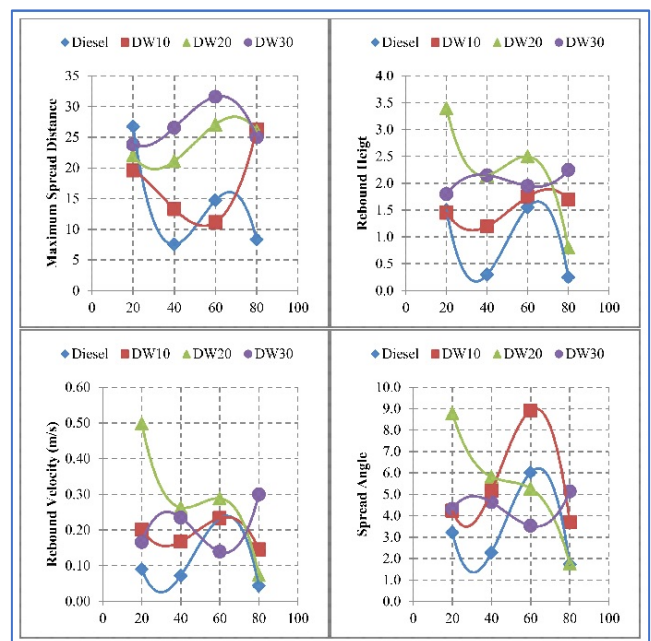 Diesel DW10 DW20 DW30
Maximum Spread Distance
35
30
25
20
15
10
5
0
0 20 40 60 80 100
Diesel DW10 DW20 DW30
Rebound Heigt
4.0
3.5
3.0
2.5
2.0
1.5
1.0
0.5
0.0
0 20 40 60 80 100
Diesel DW10 DW20 DW30
Rebound Velocity (m/s)
0.60
0.50
0.40
0.30
0.20
0.10
0.00
0 20 40 60 80 100
Diesel DW10 DW20 DW30
Spread Angle
10.0
9.0
8.0
7.0
6.0
5.0
4.0
3.0
2.0
1.0
0.0
0 20 40 60 80 100